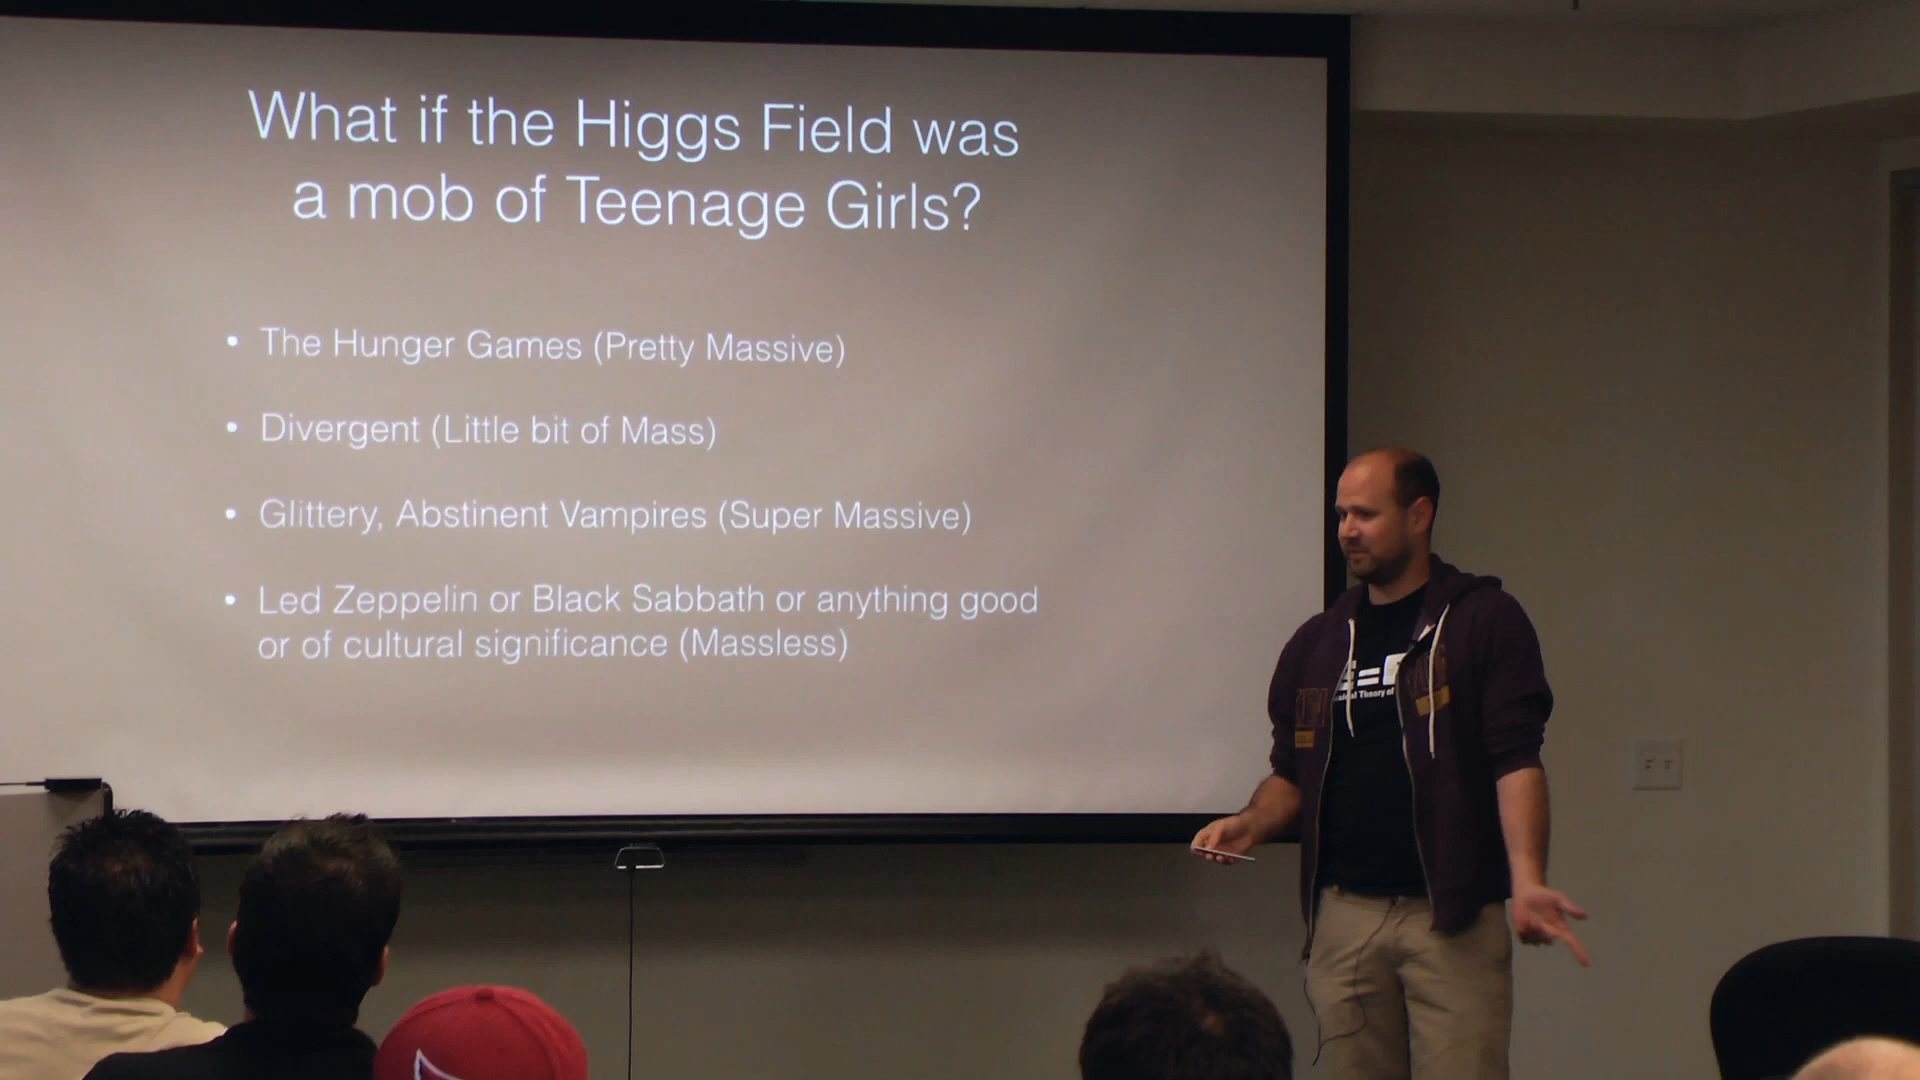 What if the Higgs Field was
a mob of Teenage Girls?
• The Hunger Games (Pretty Massive)
• Divergent (Little bit of Mass)
• Glittery, Abstinent Vampires (Super Massive)
• Led Zeppelin or Black Sabbath or anything good
or of cultural significance (Massless)
Theory of